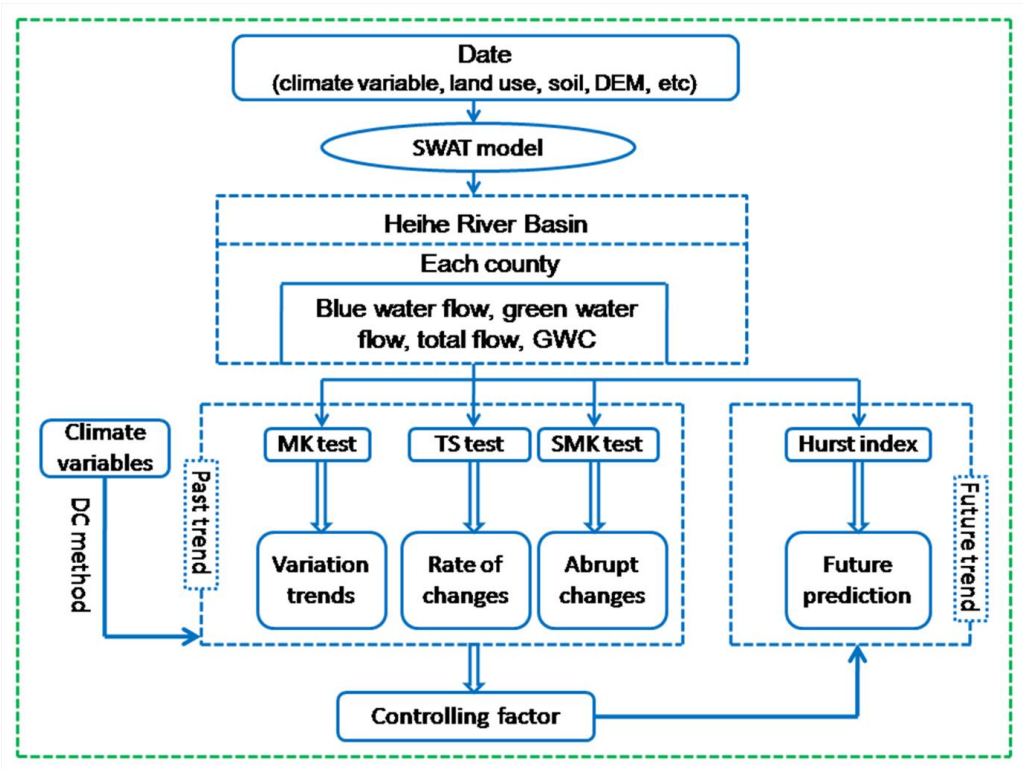 Date
(climate variable, land use, soil, DEM, etc)
SWAT model
Heihe River Basin
Each county
Blue water flow, green water
flow, total flow, GWC
Climate
variables
DC method
Past trend
MK test
TS test
SMK test
Hurst index
Variation
trends
Rate of
changes
Abrupt
changes
Future
prediction
Future trend
Controlling factor